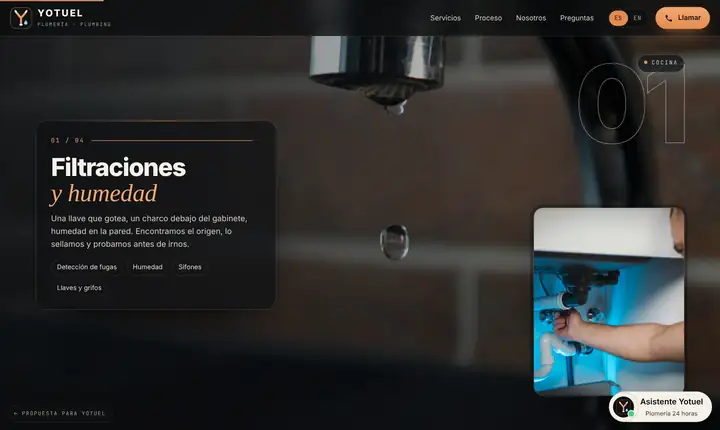 YOTUEL
PLOMERÍA · PLUMBING
Servicios
Proceso
Nosotros
Preguntas
ES
EN
Llamar
COCINA
01
01 / 04
Filtraciones
y humedad
Una llave que gotea, un charco debajo del gabinete,
humedad en la pared. Encontramos el origen, lo
sellamos y probamos antes de irnos.
Detección de fugas
Humedad
Sifones
Llaves y grifos
← PROPUESTA PARA YOTUEL
Asistente Yotuel
Plomería 24 horas